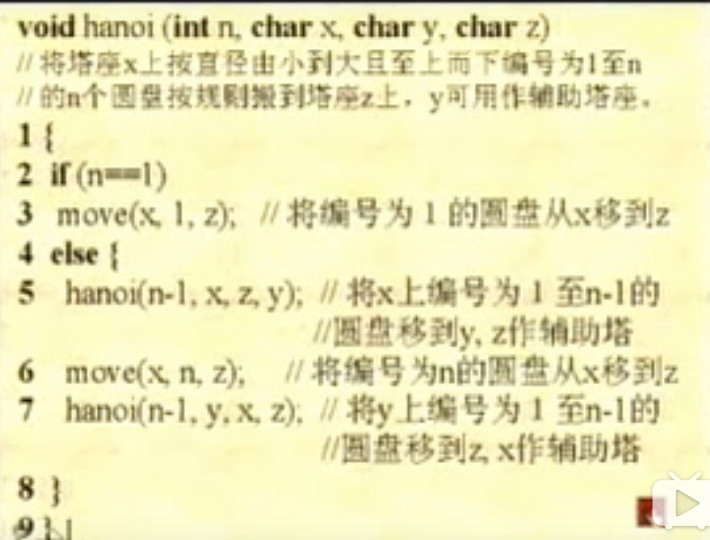 void hanoi (int n, char x, char y, char z)
// 将塔座x上按直径由小到大且至上而下编号为1至n
// 的n个圆盘按规则搬到塔座z上，y可用作辅助塔座。
1 {
2 if (n==1)
3 move(x, 1, z); // 将编号为 1 的圆盘从x移到z
4 else {
5 hanoi(n-1, x, z, y); // 将x上编号为 1 至n-1的
//圆盘移到y, z作辅助塔
6 move(x, n, z); // 将编号为n的圆盘从x移到z
7 hanoi(n-1, y, x, z); // 将y上编号为 1 至n-1的
//圆盘移到z, x作辅助塔
8 }
9 }